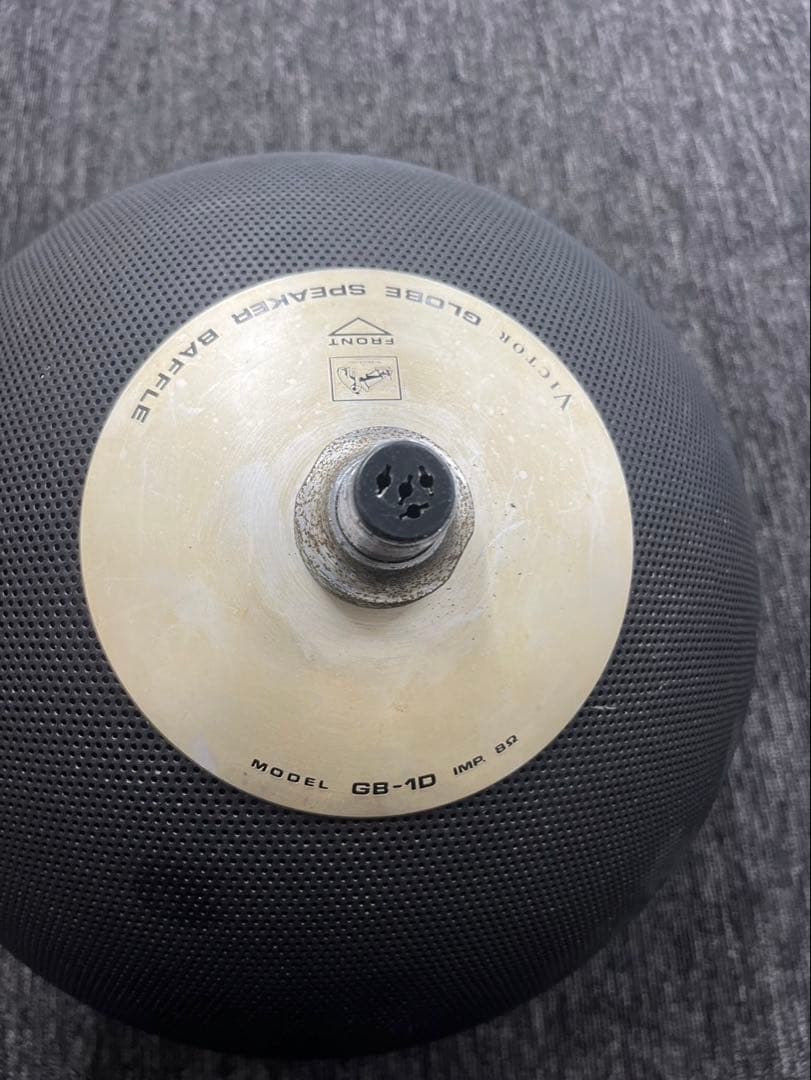 VICTOR GLOBE SPEAKER BAFFLE
FRONT
MODEL GB-1D IMP. 8Ω